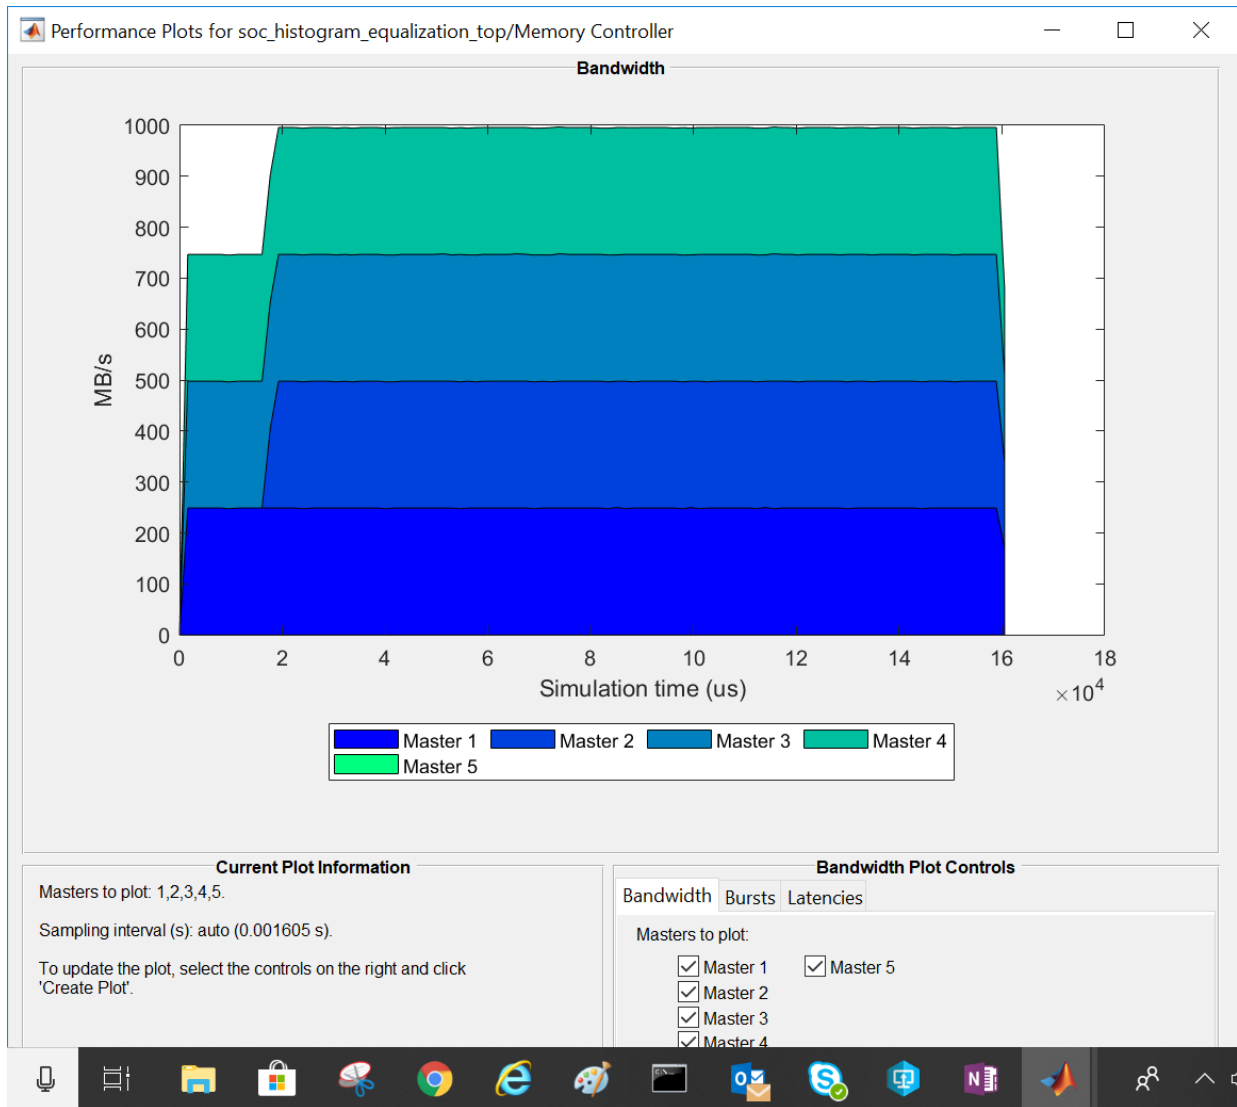 Performance Plots for soc_histogram_equalization_top/Memory Controller
Bandwidth
1000
900
800
700
600
500
400
300
200
100
0
MB/s
0 2 4 6 8 10 12 14 16 18
Simulation time (us)
×10⁴
Master 1 Master 2 Master 3 Master 4
Master 5
Current Plot Information
Masters to plot: 1,2,3,4,5.
Sampling interval (s): auto (0.001605 s).
To update the plot, select the controls on the right and click
'Create Plot'.
Bandwidth Plot Controls
Bandwidth Bursts Latencies
Masters to plot:
Master 1 Master 5
Master 2
Master 3
Master 4